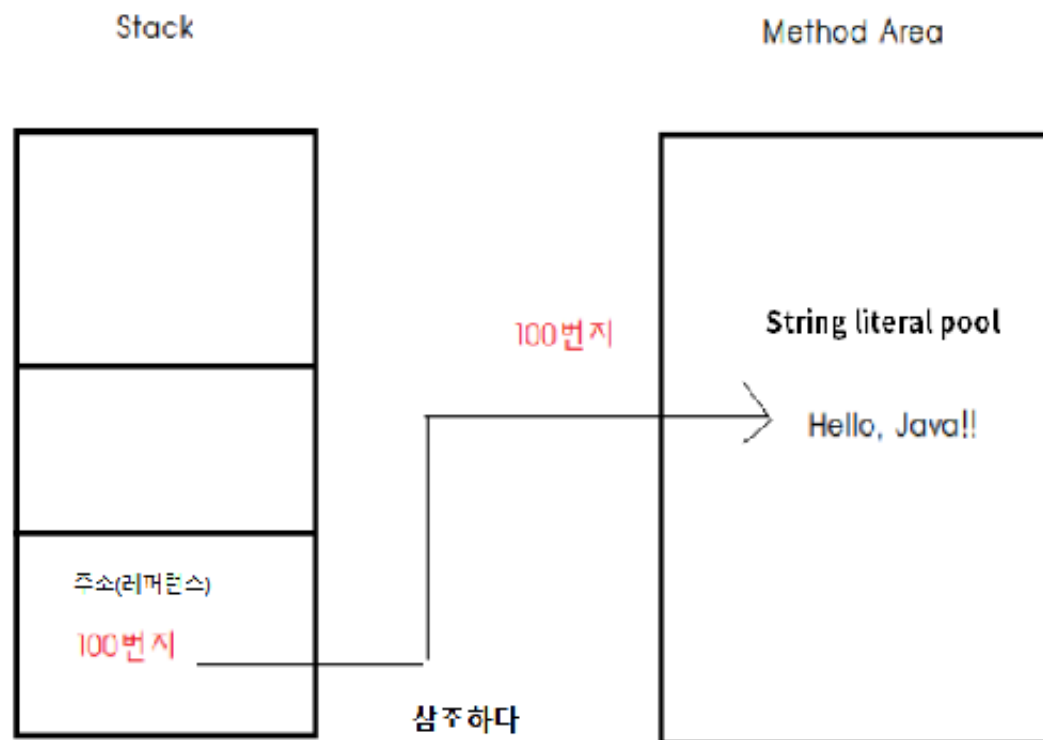 Stack
Method Area
100번지
String literal pool
Hello, Java!!
주소(레퍼런스)
100번지
참조하다